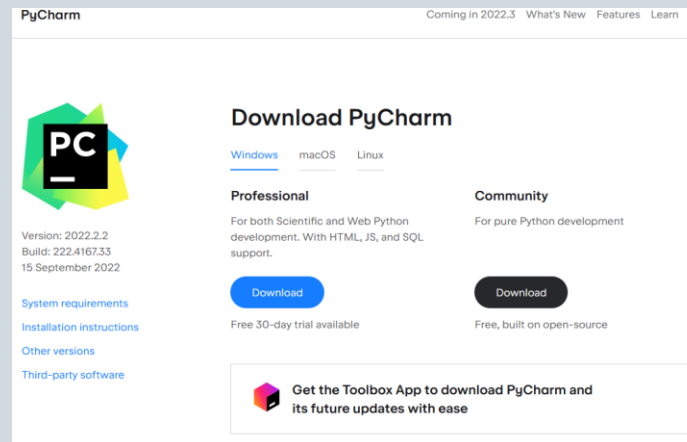 PyCharm
Coming in 2022.3 What's New Features Learn
PC
Download PyCharm
Windows macOS Linux
Professional
For both Scientific and Web Python
development. With HTML, JS, and SQL
support.
Download
Free 30-day trial available
Community
For pure Python development
Download
Free, built on open-source
Version: 2022.2.2
Build: 222.4167.33
15 September 2022
System requirements
Installation instructions
Other versions
Third-party software
Get the Toolbox App to download PyCharm and
its future updates with ease